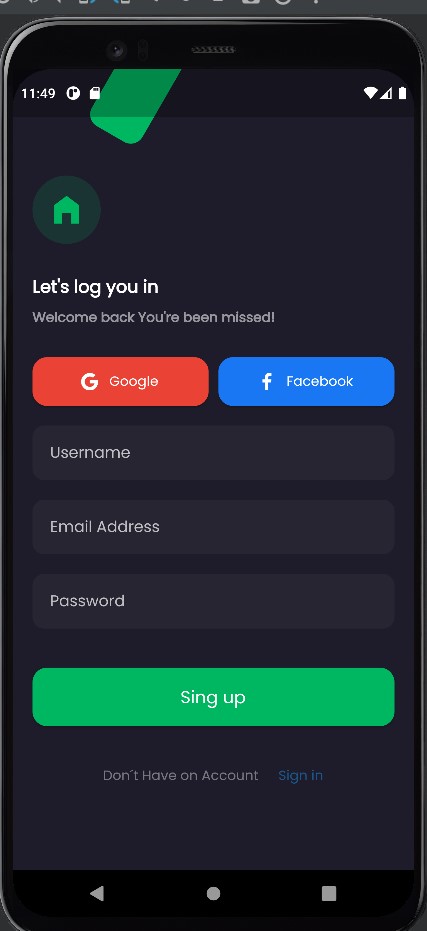 11:49
Let's log you in
Welcome back You're been missed!
Google
Facebook
Username
Email Address
Password
Sing up
Don´t Have on Account Sign in